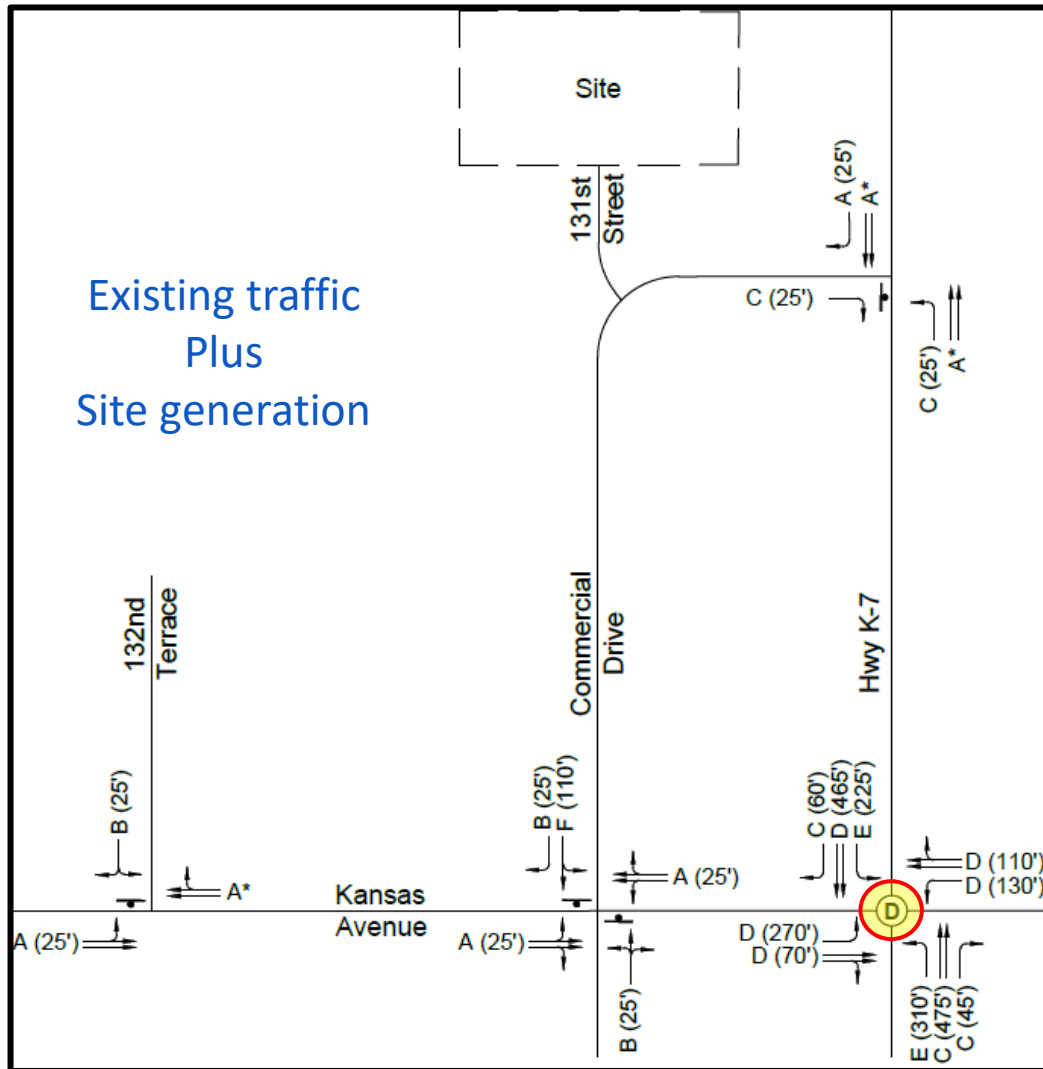 Site
131st
Street
A (25')
A*
C (25')
C (25')
A*
Existing traffic
Plus
Site generation
132nd
Terrace
Commercial
Drive
Hwy K-7
B (25')
B (25')
F (110')
C (60')
D (465')
E (225')
A*
A (25')
D (110')
D (130')
Kansas
Avenue
D
A (25')
A (25')
D (270')
D (70')
B (25')
E (310')
C (475')
C (45')